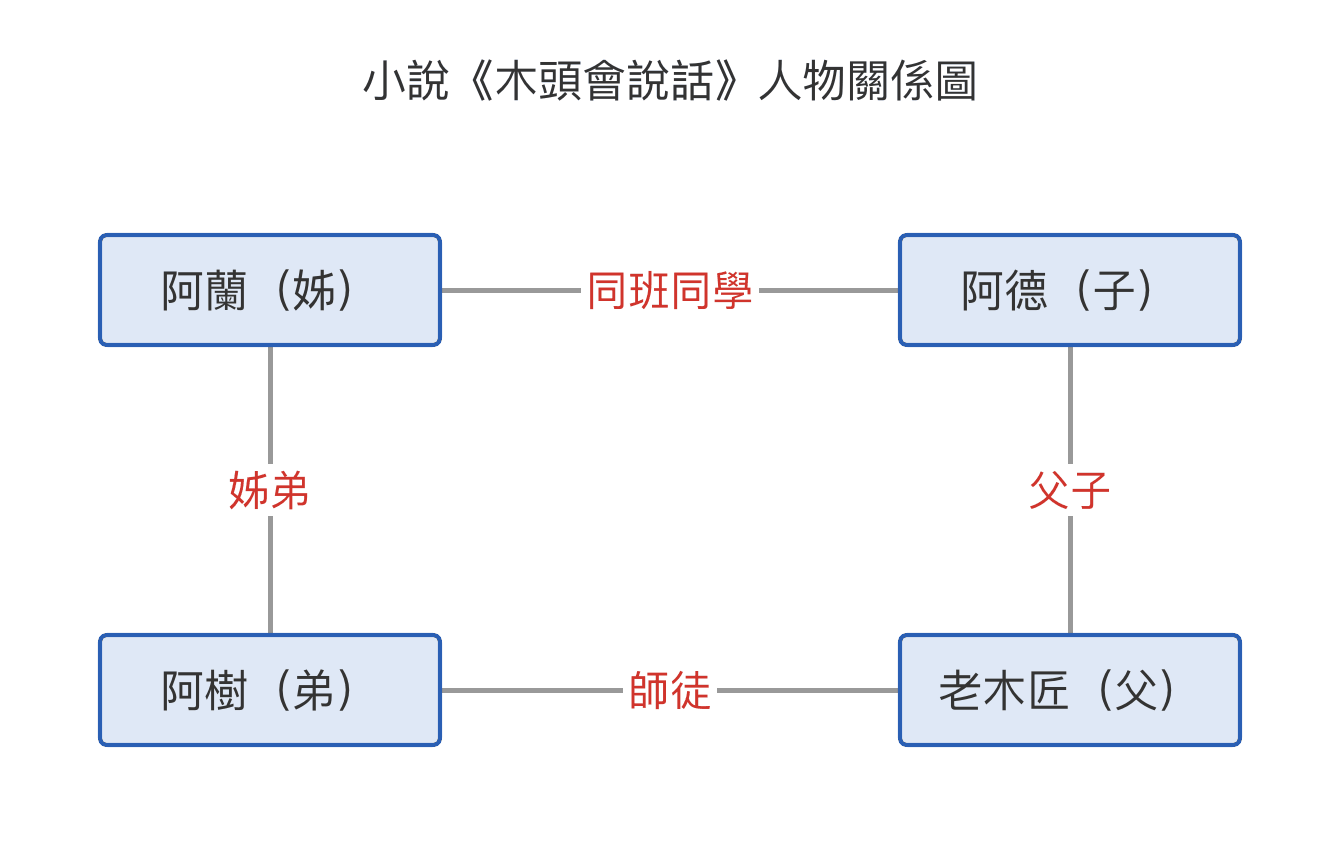 小說《木頭會說話》人物關係圖
阿蘭（姊）
同班同學
阿德（子）
姊弟
父子
阿樹（弟）
師徒
老木匠（父）